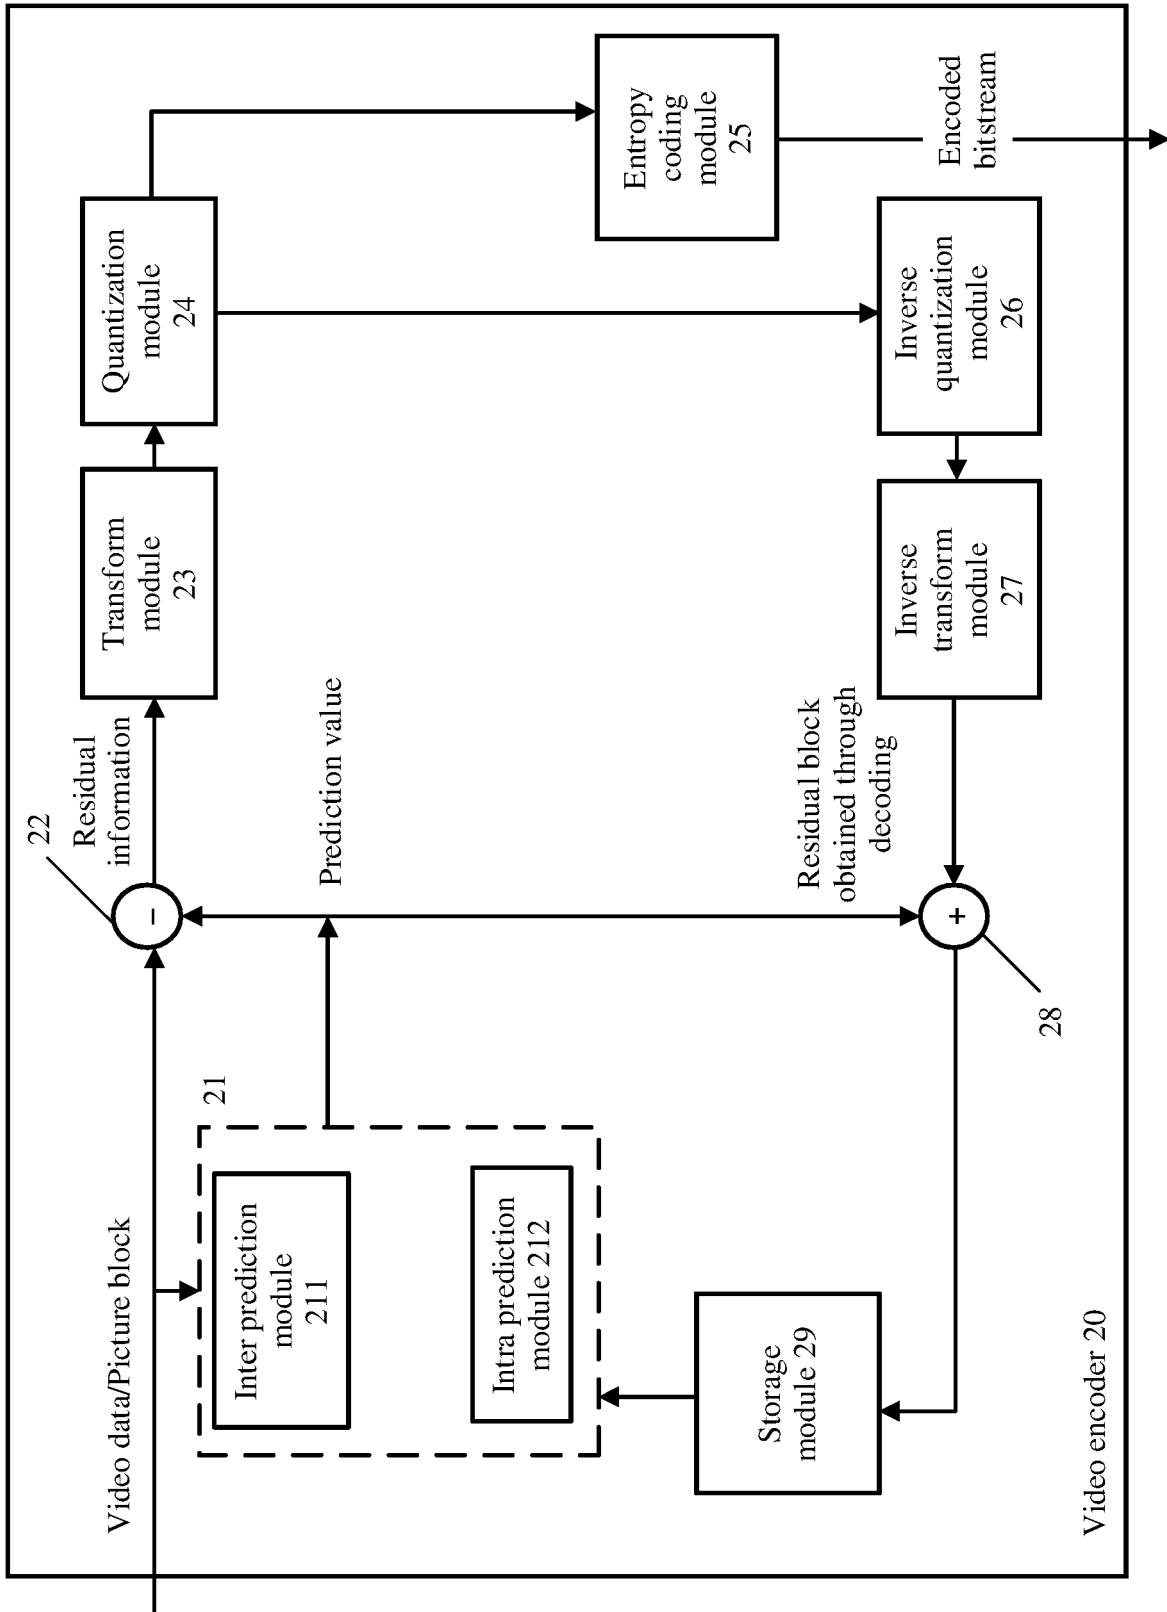 Video data/Picture block
22
Residual
information
Transform
module
23
Quantization
module
24
21
Inter prediction
module
211
Intra prediction
module 212
-
Prediction value
Entropy
coding
module
25
Storage
module 29
Residual block
obtained through
decoding
+
28
Inverse
transform
module
27
Inverse
quantization
module
26
Encoded
bitstream
Video encoder 20